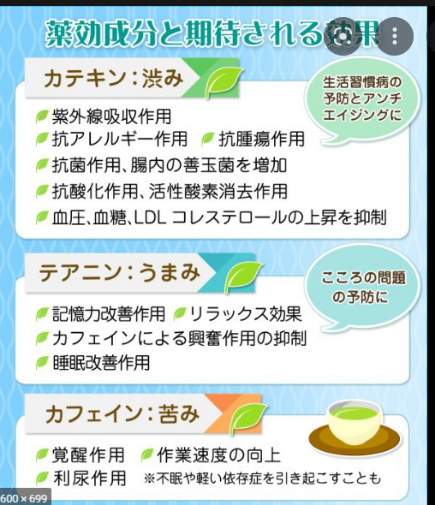 薬効成分と期待される効果
カテキン:渋み
生活習慣病の
予防とアンチ
エイジングに
紫外線吸収作用
抗アレルギー作用 抗腫瘍作用
抗菌作用、腸内の善玉菌を増加
抗酸化作用、活性酸素消去作用
血圧、血糖、LDL コレステロールの上昇を抑制
テアニン:うまみ
こころの問題
の予防に
記憶力改善作用 リラックス効果
カフェインによる興奮作用の抑制
睡眠改善作用
カフェイン:苦み
覚醒作用 作業速度の向上
利尿作用 ※不眠や軽い依存症を引き起こすことも
600 × 699